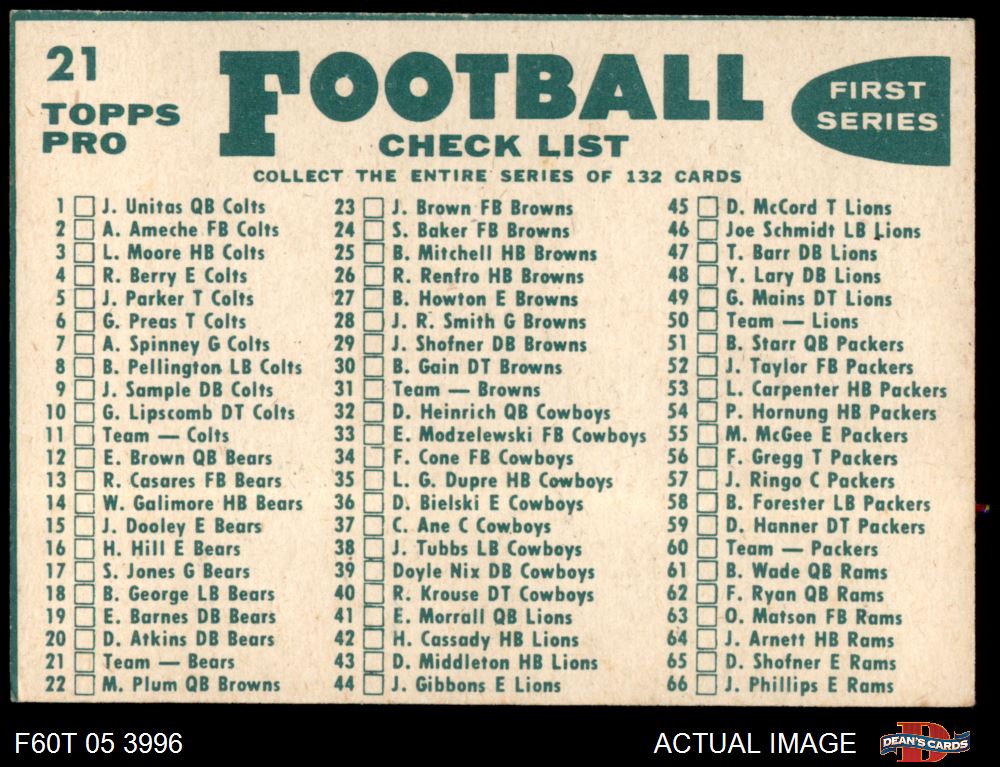 21
TOPPS
PRO
FOOTBALL
CHECK LIST
COLLECT THE ENTIRE SERIES OF 132 CARDS
FIRST
SERIES
1 J. Unitas QB Colts
2 A. Ameche FB Colts
3 L. Moore HB Colts
4 R. Berry E Colts
5 J. Parker T Colts
6 G. Preas T Colts
7 A. Spinney G Colts
8 B. Pellington LB Colts
9 J. Sample DB Colts
10 G. Lipscomb DT Colts
11 Team — Colts
12 E. Brown QB Bears
13 R. Casares FB Bears
14 W. Galimore HB Bears
15 J. Dooley E Bears
16 H. Hill E Bears
17 S. Jones G Bears
18 B. George LB Bears
19 E. Barnes DB Bears
20 D. Atkins DB Bears
21 Team — Bears
22 M. Plum QB Browns
23 J. Brown FB Browns
24 S. Baker FB Browns
25 B. Mitchell HB Browns
26 R. Renfro HB Browns
27 B. Howton E Browns
28 J. R. Smith G Browns
29 J. Shofner DB Browns
30 B. Gain DT Browns
31 Team — Browns
32 D. Heinrich QB Cowboys
33 E. Modzelewski FB Cowboys
34 F. Cone FB Cowboys
35 L. G. Dupre HB Cowboys
36 D. Bielski E Cowboys
37 C. Ane C Cowboys
38 J. Tubbs LB Cowboys
39 Doyle Nix DB Cowboys
40 R. Krouse DT Cowboys
41 E. Morrall QB Lions
42 H. Cassady HB Lions
43 D. Middleton HB Lions
44 J. Gibbons E Lions
45 D. McCord T Lions
46 Joe Schmidt LB Lions
47 T. Barr DB Lions
48 Y. Lary DB Lions
49 G. Mains DT Lions
50 Team — Lions
51 B. Starr QB Packers
52 J. Taylor FB Packers
53 L. Carpenter HB Packers
54 P. Hornung HB Packers
55 M. McGee E Packers
56 F. Gregg T Packers
57 J. Ringo C Packers
58 B. Forester LB Packers
59 D. Hanner DT Packers
60 Team — Packers
61 B. Wade QB Rams
62 F. Ryan QB Rams
63 O. Matson FB Rams
64 J. Arnett HB Rams
65 D. Shofner E Rams
66 J. Phillips E Rams
F60T 05 3996
ACTUAL IMAGE
D
DEAN'S CARDS